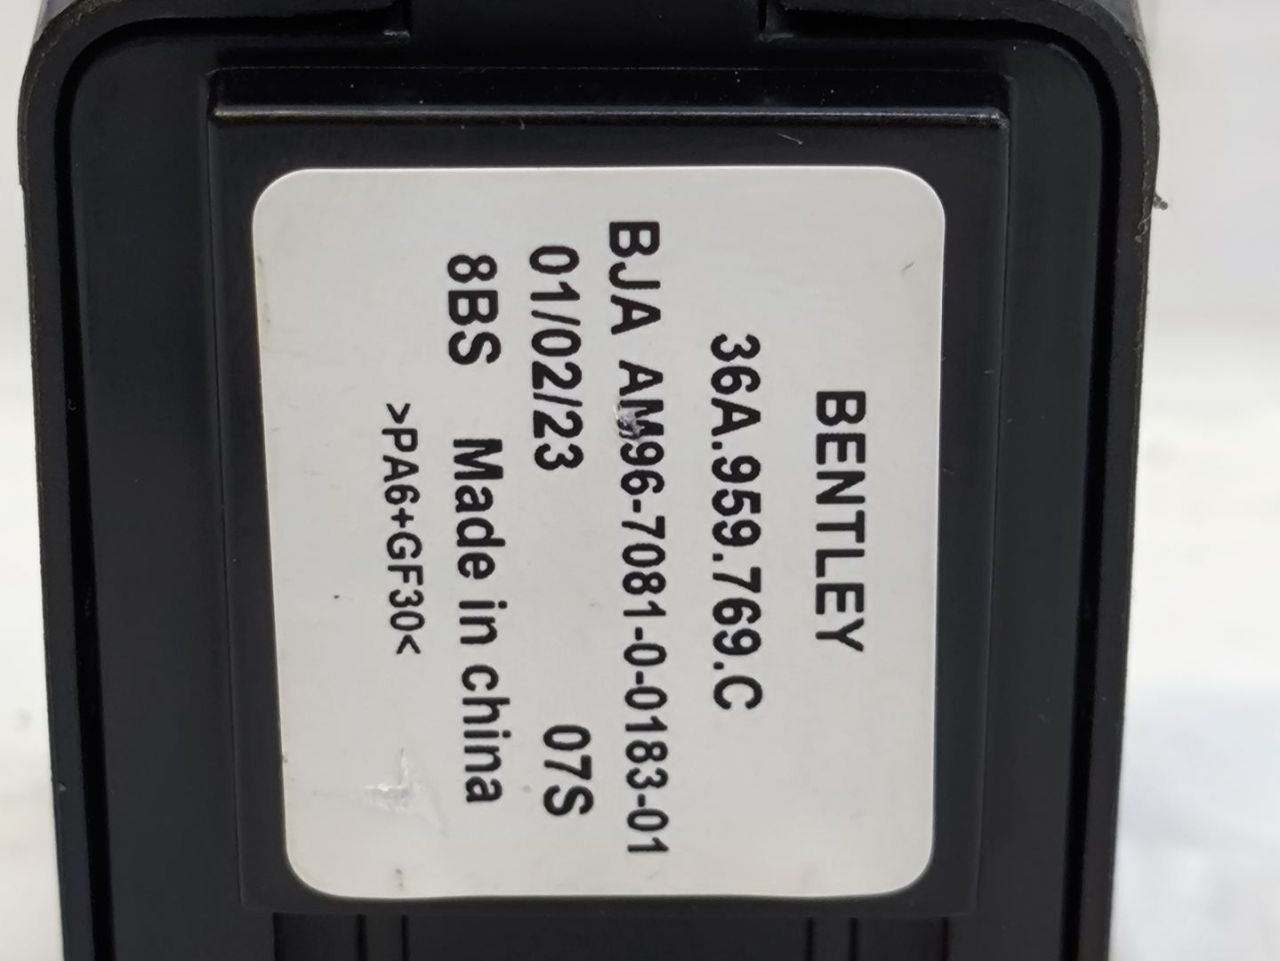 BENTLEY
36A.959.769.C
BJA AM96-7081-0-0183-01
01/02/23 07S
8BS Made in china
>PA6+GF30<